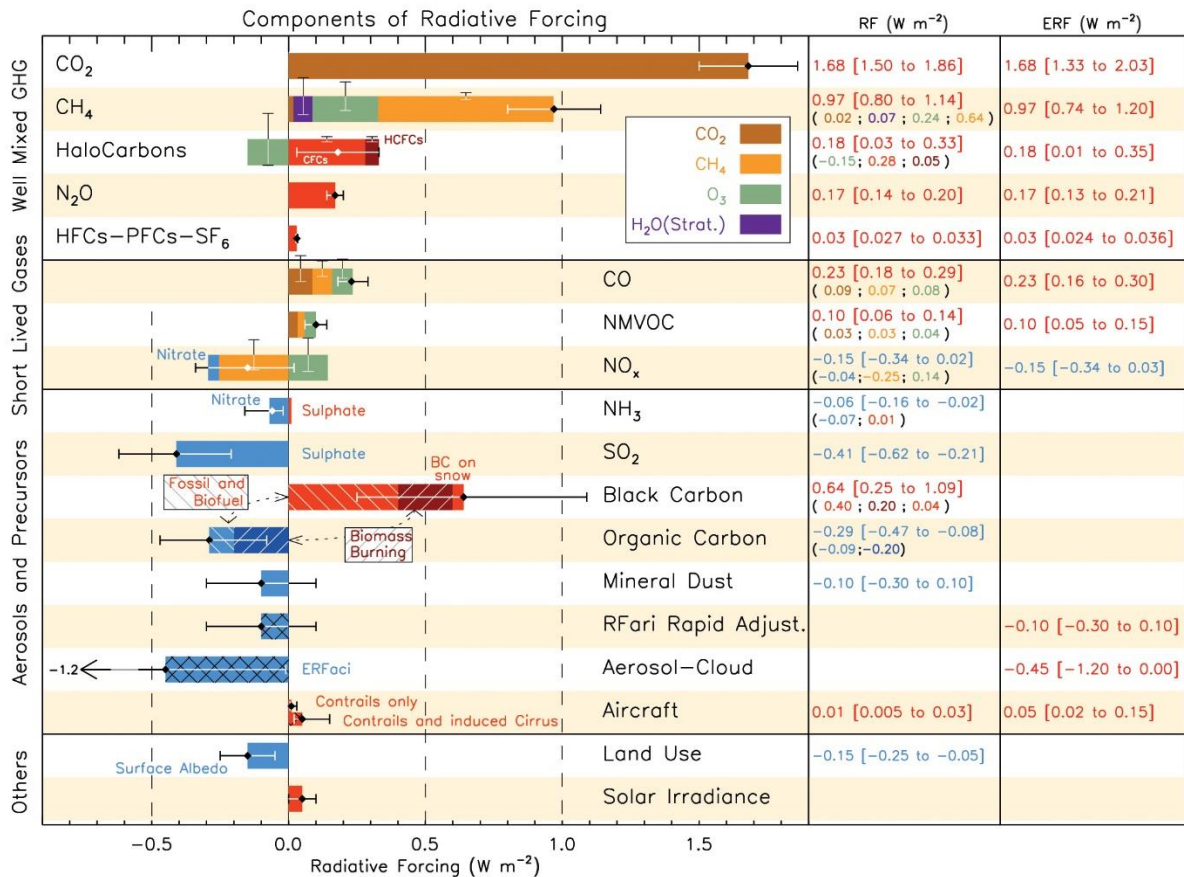 Components of Radiative Forcing
RF (W m⁻²)
ERF (W m⁻²)
Well Mixed GHG
CO₂
1.68 [1.50 to 1.86]
1.68 [1.33 to 2.03]
CH₄
0.97 [0.80 to 1.14]
( 0.02 ; 0.07 ; 0.24 ; 0.64 )
0.97 [0.74 to 1.20]
HaloCarbons
CFCs
HCFCs
0.18 [0.03 to 0.33]
(−0.15; 0.28 ; 0.05 )
0.18 [0.01 to 0.35]
N₂O
0.17 [0.14 to 0.20]
0.17 [0.13 to 0.21]
HFCs−PFCs−SF₆
0.03 [0.027 to 0.033]
0.03 [0.024 to 0.036]
CO₂
CH₄
O₃
H₂O(Strat.)
Short Lived Gases
CO
0.23 [0.18 to 0.29]
( 0.09 ; 0.07 ; 0.08 )
0.23 [0.16 to 0.30]
NMVOC
0.10 [0.06 to 0.14]
( 0.03 ; 0.03 ; 0.04 )
0.10 [0.05 to 0.15]
Nitrate
NOₓ
−0.15 [−0.34 to 0.02]
(−0.04;−0.25; 0.14 )
−0.15 [−0.34 to 0.03]
Aerosols and Precursors
Nitrate
Sulphate
NH₃
−0.06 [−0.16 to −0.02]
(−0.07; 0.01 )
Sulphate
SO₂
−0.41 [−0.62 to −0.21]
Fossil and
Biofuel
BC on
snow
Black Carbon
0.64 [0.25 to 1.09]
( 0.40 ; 0.20 ; 0.04 )
Biomass
Burning
Organic Carbon
−0.29 [−0.47 to −0.08]
(−0.09;−0.20)
Mineral Dust
−0.10 [−0.30 to 0.10]
RFari Rapid Adjust.
−0.10 [−0.30 to 0.10]
−1.2
ERFaci
Aerosol−Cloud
−0.45 [−1.20 to 0.00]
Contrails only
Contrails and induced Cirrus
Aircraft
0.01 [0.005 to 0.03]
0.05 [0.02 to 0.15]
Others
Surface Albedo
Land Use
−0.15 [−0.25 to −0.05]
Solar Irradiance
−0.5 0.0 0.5 1.0 1.5
Radiative Forcing (W m⁻²)